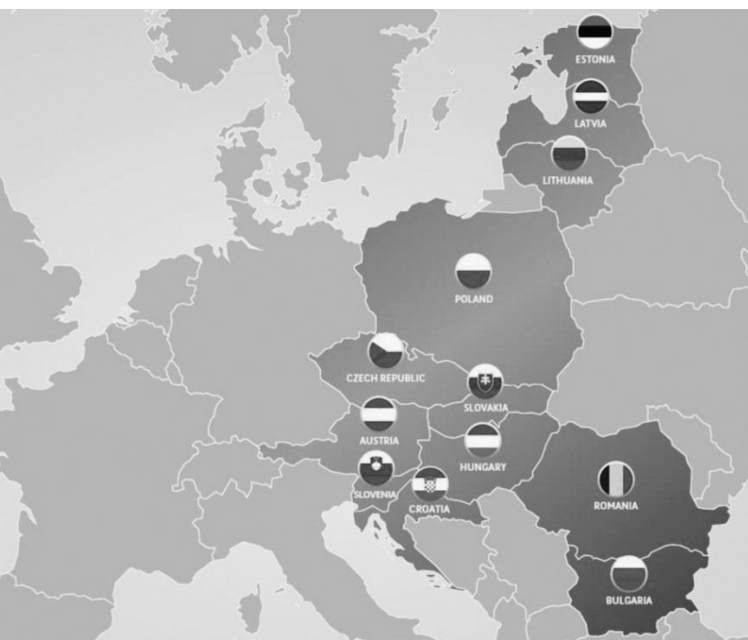 ESTONIA
LATVIA
LITHUANIA
POLAND
CZECH REPUBLIC
SLOVAKIA
AUSTRIA
HUNGARY
SLOVENIA
CROATIA
ROMANIA
BULGARIA